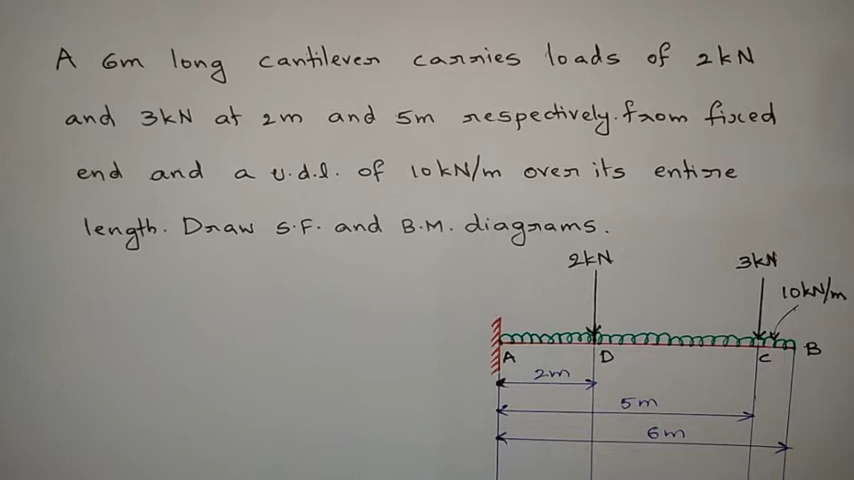 A 6m long cantilever carries loads of 2kN
and 3kN at 2m and 5m respectively. from fixed
end and a u.d.l. of 10kN/m over its entire
length. Draw S.F. and B.M. diagrams.
2kN
3kN
10kN/m
A
D
C
B
2m
5m
6m